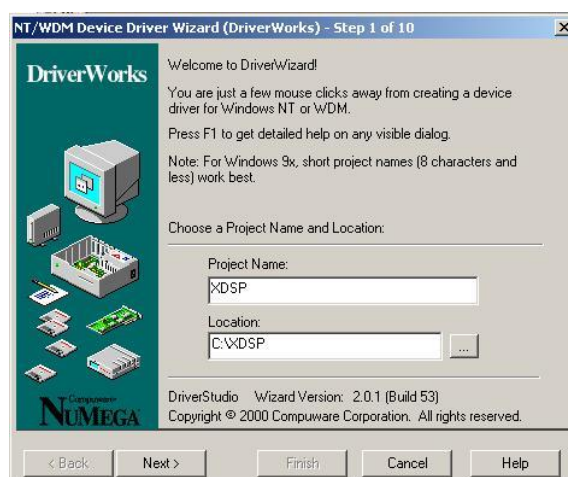 NT/WDM Device Driver Wizard (DriverWorks) - Step 1 of 10
DriverWorks
Welcome to DriverWizard!
You are just a few mouse clicks away from creating a device
driver for Windows NT or WDM.
Press F1 to get detailed help on any visible dialog.
Note: For Windows 9x, short project names (8 characters and
less) work best.
Choose a Project Name and Location:
Project Name:
XDSP
Location:
C:\XDSP
...
DriverStudio Wizard Version: 2.0.1 (Build 53)
Copyright © 2000 Compuware Corporation. All rights reserved.
Compuware
NUMEGA
< Back
Next >
Finish
Cancel
Help